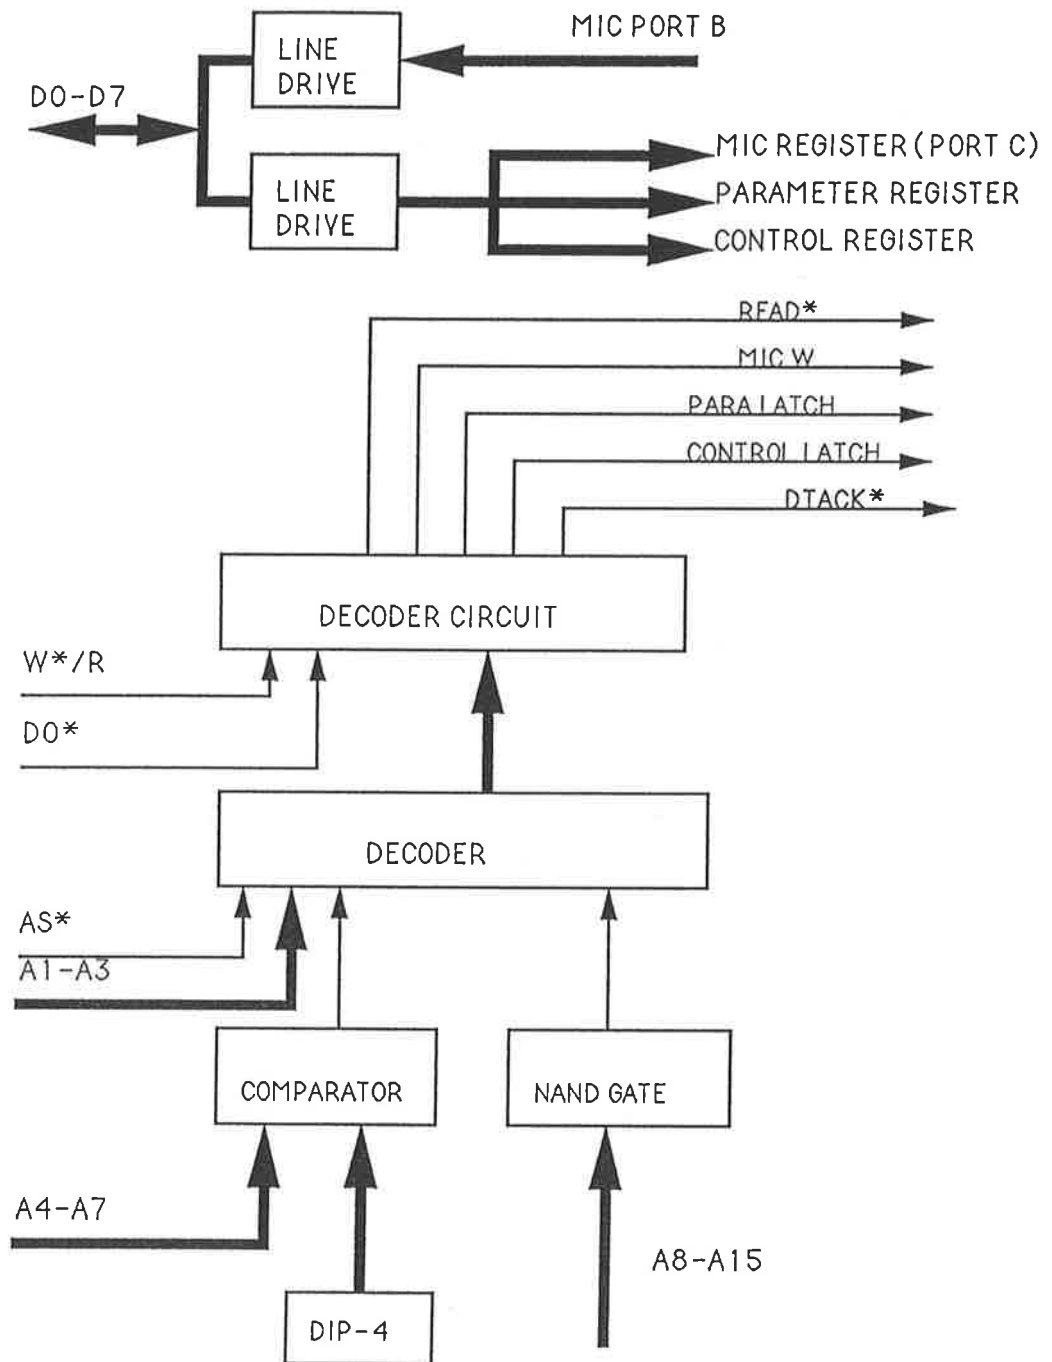 MIC PORT B
LINE
DRIVE
D0-D7
MIC REGISTER (PORT C)
LINE
DRIVE
PARAMETER REGISTER
CONTROL REGISTER
READ*
MIC W
PARA LATCH
CONTROL LATCH
DTACK*
DECODER CIRCUIT
W*/R
D0*
DECODER
AS*
A1-A3
COMPARATOR
NAND GATE
A4-A7
A8-A15
DIP-4